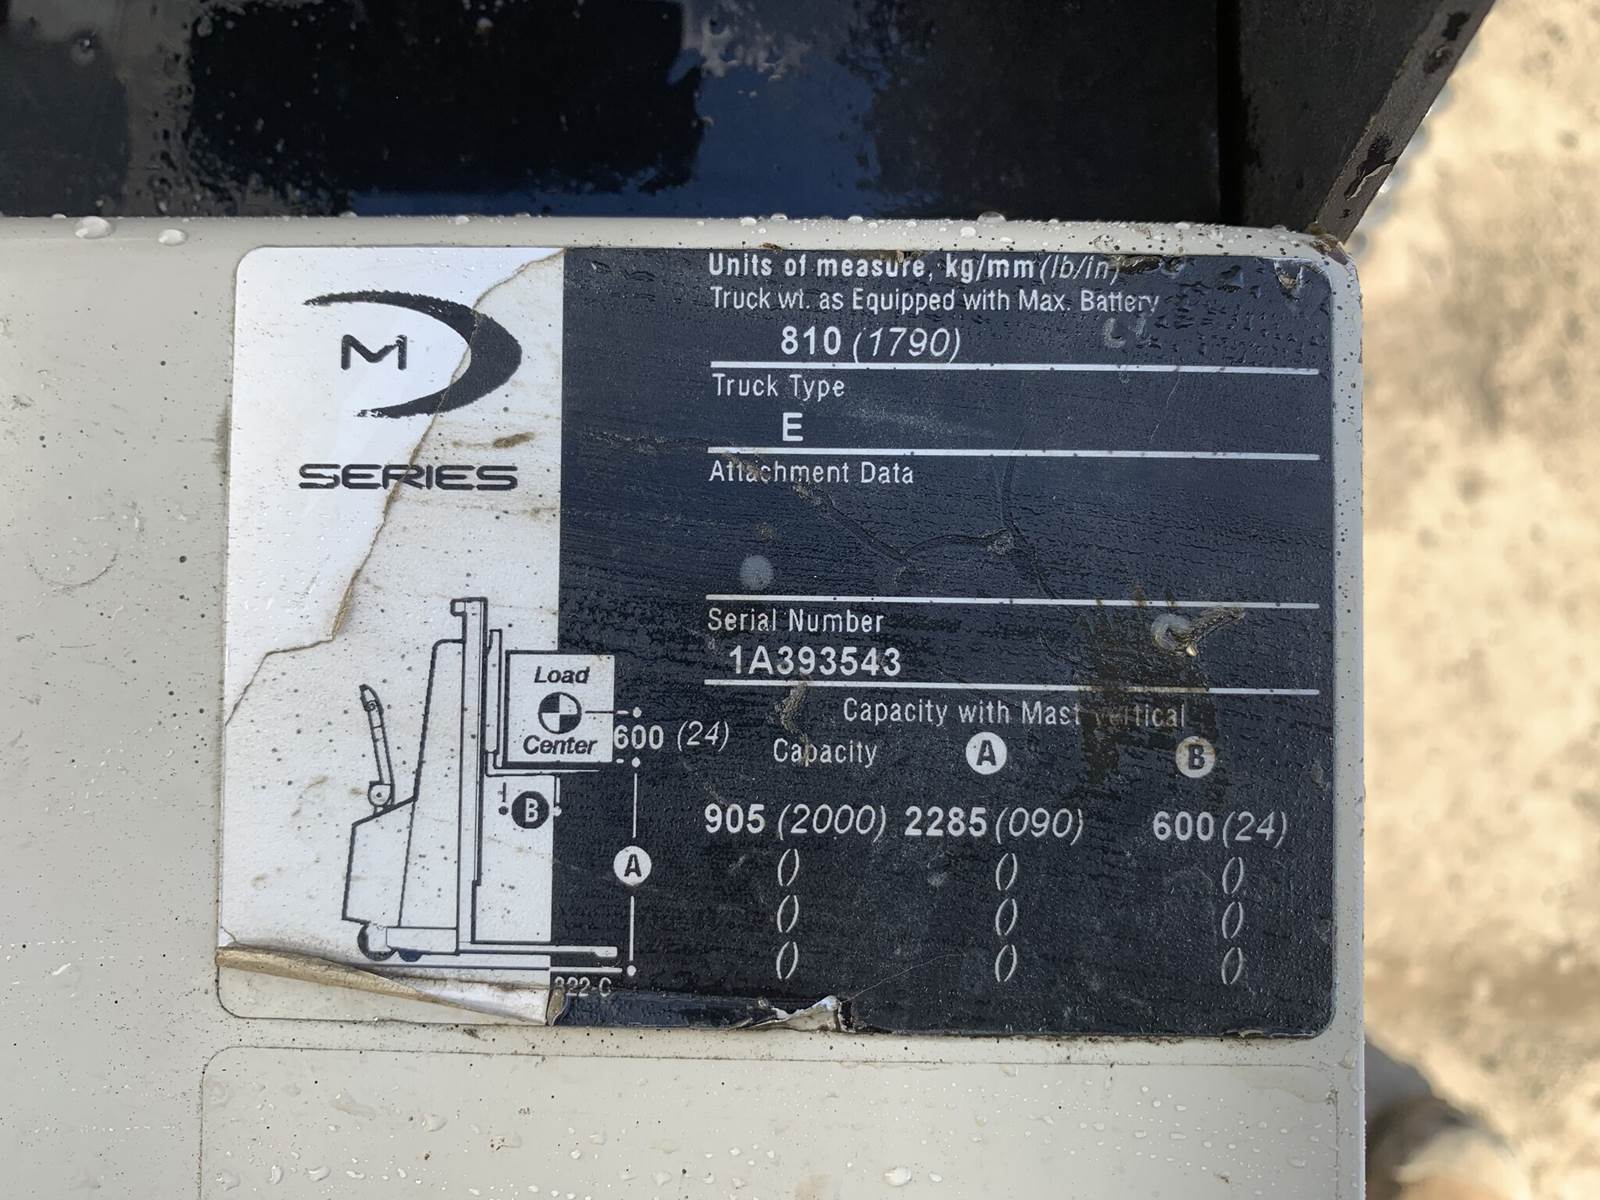 M
SERIES
Units of measure, kg/mm (lb/in)
Truck wt. as Equipped with Max. Battery
810 (1790)
Truck Type
E
Attachment Data
Serial Number
1A393543
Capacity with Mast Vertical
Capacity A B
905 (2000) 2285 (090) 600 (24)
() () ()
() () ()
() () ()
Load
Center
600 (24)
B
A